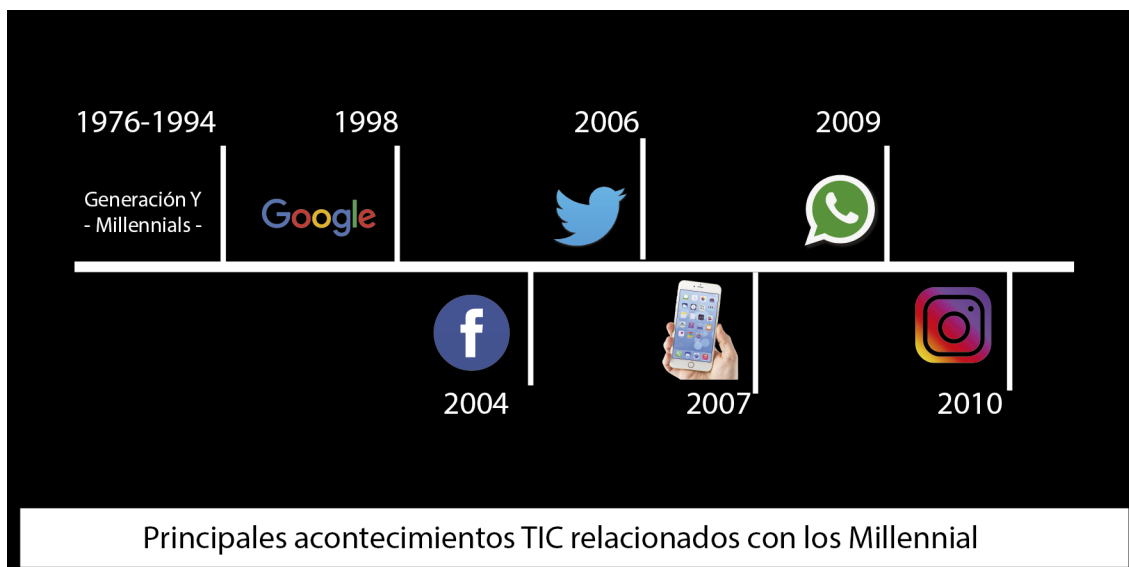 1976-1994
1998
2006
2009
Generación Y
- Millennials -
Google
f
2004
2007
2010
Principales acontecimientos TIC relacionados con los Millennial